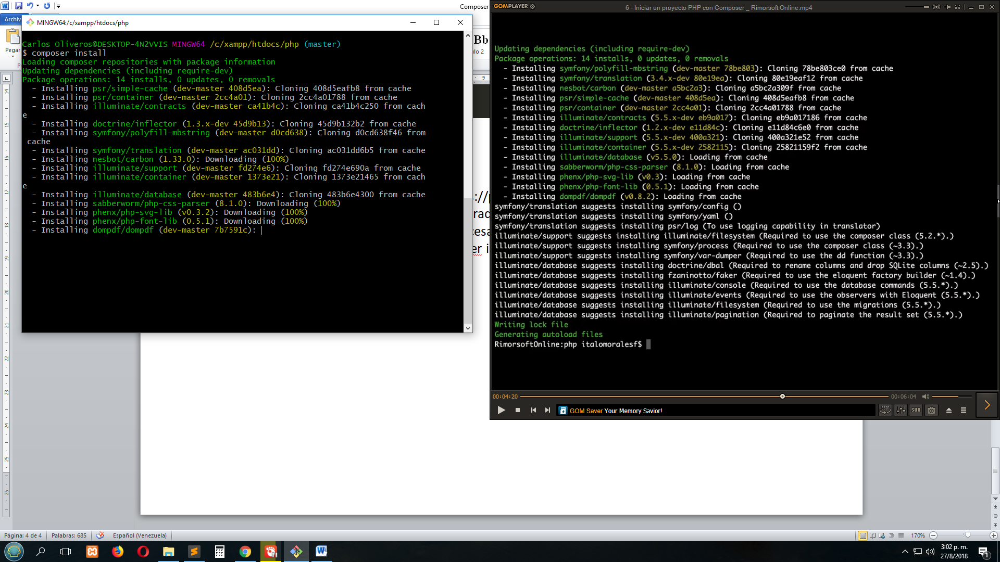 Composer
Archiv
Pegar
MINGW64:/c/xampp/htdocs/php
Carlos Oliveros@DESKTOP-4N2VVIS MINGW64 /c/xampp/htdocs/php (master)
$ composer install
Loading composer repositories with package information
Updating dependencies (including require-dev)
Package operations: 14 installs, 0 updates, 0 removals
- Installing psr/simple-cache (dev-master 408d5ea): Cloning 408d5eafb8 from cache
- Installing psr/container (dev-master 2cc4a01): Cloning 2cc4a01788 from cache
- Installing illuminate/contracts (dev-master ca41b4c): Cloning ca41b4c250 from cach
e
- Installing doctrine/inflector (1.3.x-dev 45d9b13): Cloning 45d9b132b2 from cache
- Installing symfony/polyfill-mbstring (dev-master d0cd638): Cloning d0cd638f46 from
cache
- Installing symfony/translation (dev-master ac031dd): Cloning ac031dd6b5 from cache
- Installing nesbot/carbon (1.33.0): Downloading (100%)
- Installing illuminate/support (dev-master fd274e6): Cloning fd274e690a from cache
- Installing illuminate/container (dev-master 1373e21): Cloning 1373e21465 from cach
e
- Installing illuminate/database (dev-master 483b6e4): Cloning 483b6e4300 from cache
- Installing sabberworm/php-css-parser (8.1.0): Downloading (100%)
- Installing phenx/php-svg-lib (v0.3.2): Downloading (100%)
- Installing phenx/php-font-lib (0.5.1): Downloading (100%)
- Installing dompdf/dompdf (dev-master 7b7591c):
Bb
lo 2
9
://p
rad
cesa
er i
14
15
16
17
18
19
20
21
22
23
24
25
26
GOMPLAYER
6 - Iniciar un proyecto PHP con Composer _ Rimorsoft Online.mp4
Updating dependencies (including require-dev)
Package operations: 14 installs, 0 updates, 0 removals
- Installing symfony/polyfill-mbstring (dev-master 78be803): Cloning 78be803ce0 from cache
- Installing symfony/translation (3.4.x-dev 80e19ea): Cloning 80e19eaf12 from cache
- Installing nesbot/carbon (dev-master a5bc2a3): Cloning a5bc2a309f from cache
- Installing psr/simple-cache (dev-master 408d5ea): Cloning 408d5eafb8 from cache
- Installing psr/container (dev-master 2cc4a01): Cloning 2cc4a01788 from cache
- Installing illuminate/contracts (5.5.x-dev eb9a017): Cloning eb9a017186 from cache
- Installing doctrine/inflector (1.2.x-dev e11d84c): Cloning e11d84c6e0 from cache
- Installing illuminate/support (5.5.x-dev 400a321): Cloning 400a321e52 from cache
- Installing illuminate/container (5.5.x-dev 2582115): Cloning 25821159f2 from cache
- Installing illuminate/database (v5.5.0): Loading from cache
- Installing sabberworm/php-css-parser (8.1.0): Loading from cache
- Installing phenx/php-svg-lib (v0.3): Loading from cache
- Installing phenx/php-font-lib (0.5.1): Loading from cache
- Installing dompdf/dompdf (v0.8.2): Loading from cache
symfony/translation suggests installing symfony/config ()
symfony/translation suggests installing symfony/yaml ()
symfony/translation suggests installing psr/log (To use logging capability in translator)
illuminate/support suggests installing illuminate/filesystem (Required to use the composer class (5.2.*).)
illuminate/support suggests installing symfony/process (Required to use the composer class (~3.3).)
illuminate/support suggests installing symfony/var-dumper (Required to use the dd function (~3.3).)
illuminate/database suggests installing doctrine/dbal (Required to rename columns and drop SQLite columns (~2.5).)
illuminate/database suggests installing fzaninotto/faker (Required to use the eloquent factory builder (~1.4).)
illuminate/database suggests installing illuminate/console (Required to use the database commands (5.5.*).)
illuminate/database suggests installing illuminate/events (Required to use the observers with Eloquent (5.5.*).)
illuminate/database suggests installing illuminate/filesystem (Required to use the migrations (5.5.*).)
illuminate/database suggests installing illuminate/pagination (Required to paginate the result set (5.5.*).)
Writing lock file
Generating autoload files
RimorsoftOnline:php italomoralesf$
00:04:20
00:06:04
GOM Saver Your Memory Savior!
360°
SUB
Página: 4 de 4
Palabras: 685
Español (Venezuela)
170%
3:02 p. m.
27/8/2018
1